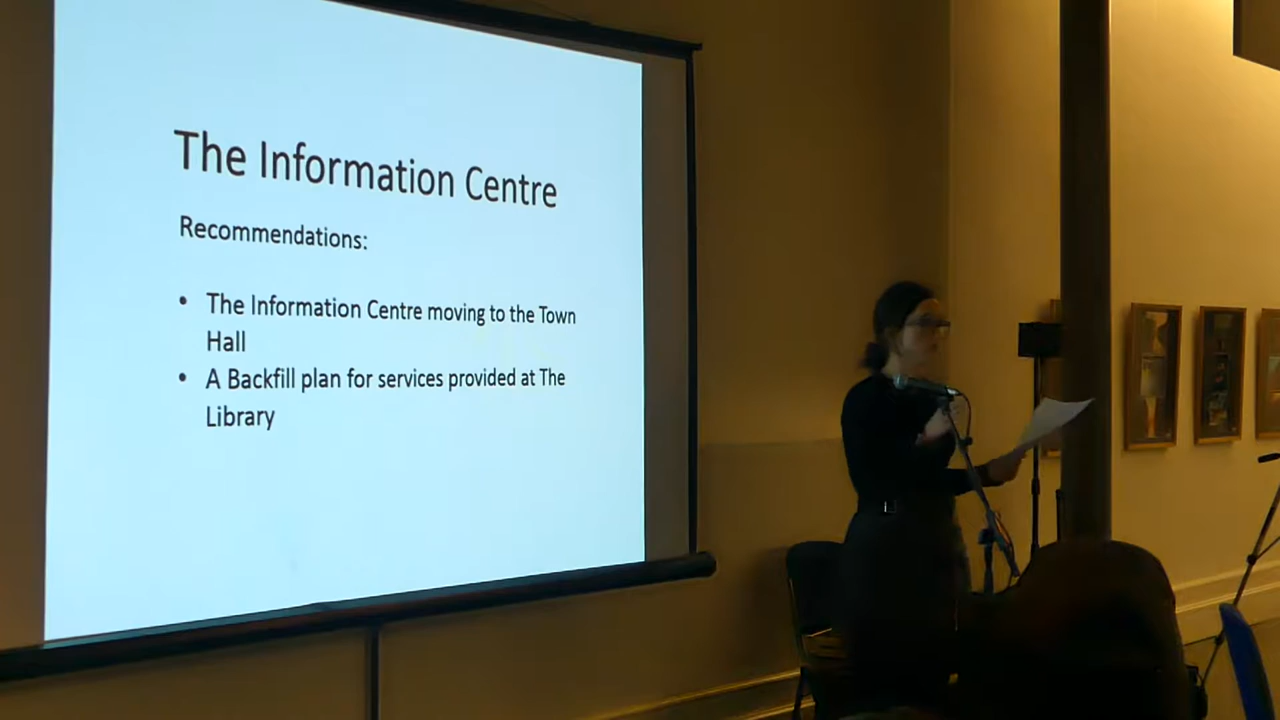 The Information Centre
Recommendations:
• The Information Centre moving to the Town
Hall
• A Backfill plan for services provided at The
Library